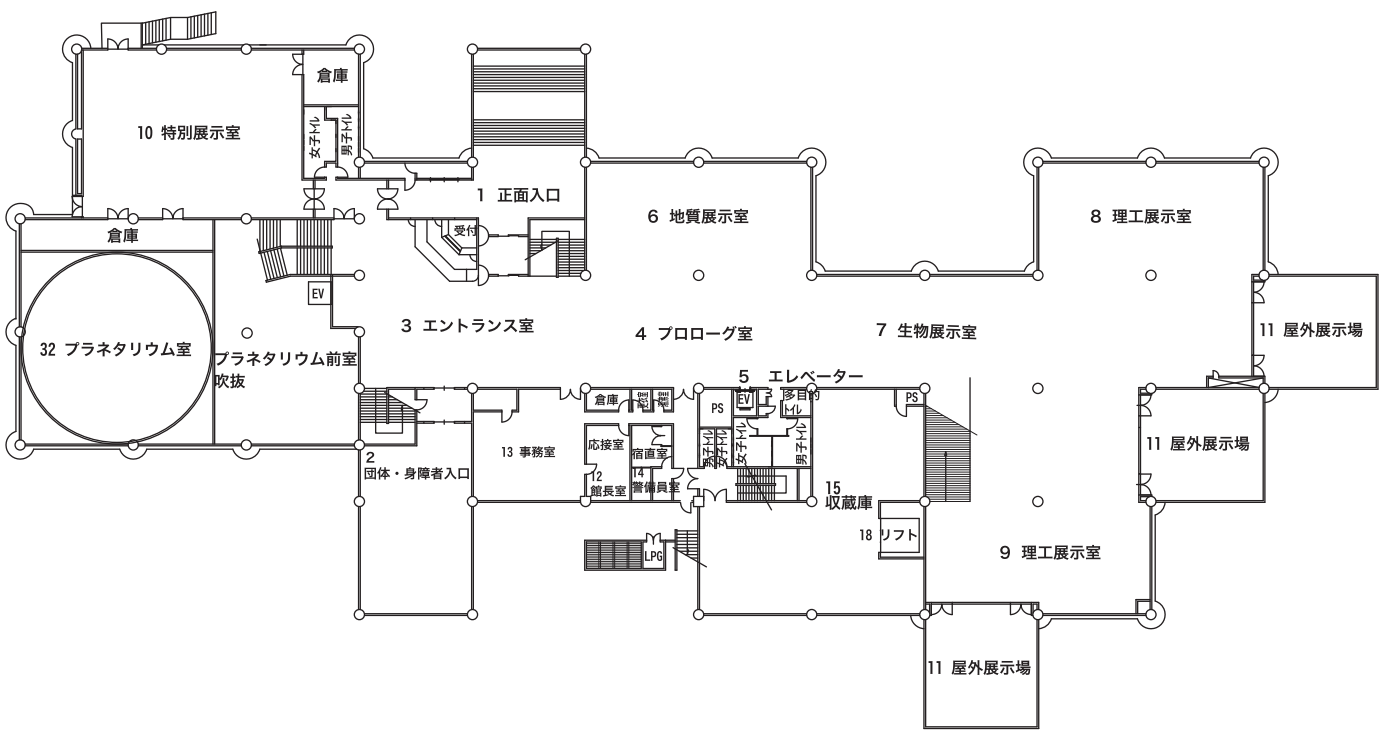 倉庫
10 特別展示室
女子トイレ
男子トイレ
1 正面入口
6 地質展示室
8 理工展示室
受付
倉庫
EV
3 エントランス室
4 プロローグ室
7 生物展示室
11 屋外展示場
32 プラネタリウム室
プラネタリウム前室
吹抜
5 エレベーター
倉庫
PS
EV
多目的
トイレ
PS
2
団体・身障者入口
13 事務室
応接室
12
館長室
宿直室
14
警備員室
男子トイレ
女子トイレ
女子トイレ
男子トイレ
11 屋外展示場
15
収蔵庫
18 リフト
LPG
9 理工展示室
11 屋外展示場